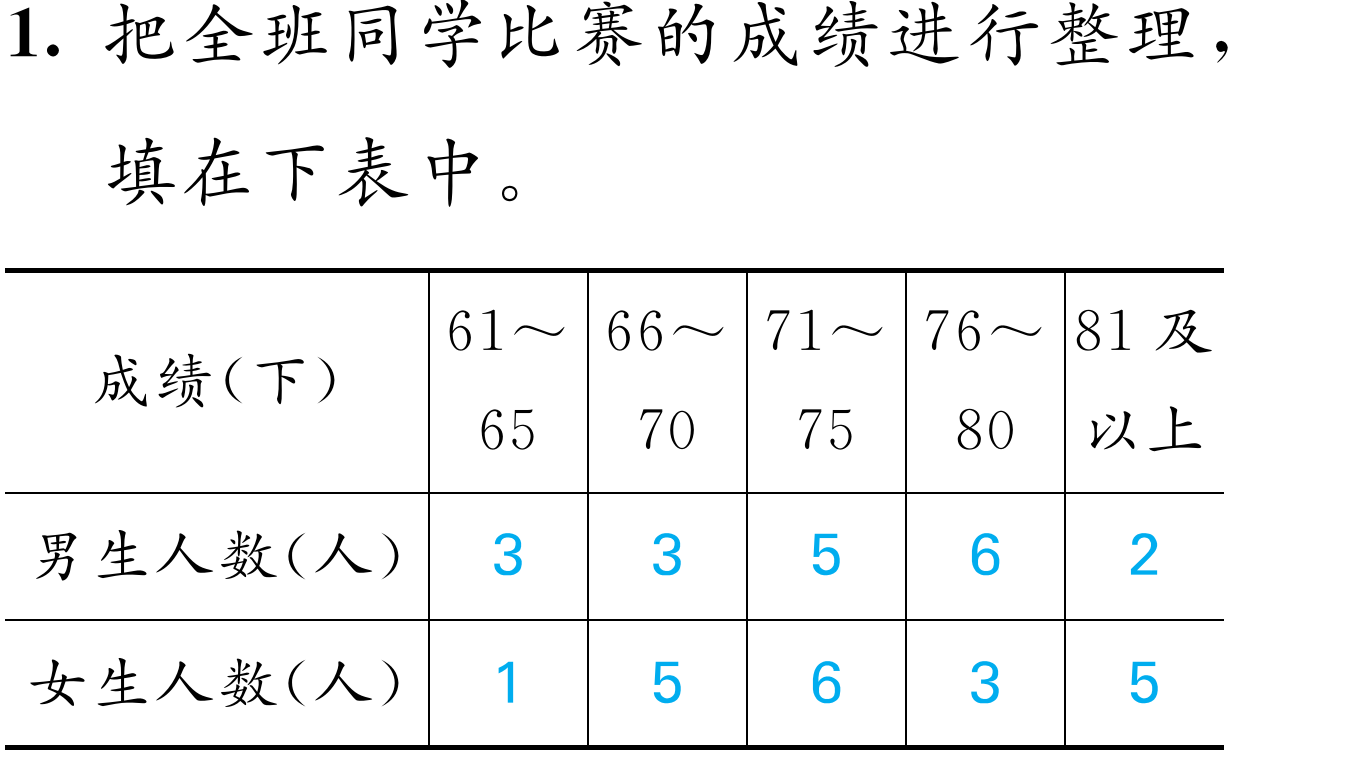 1. 把全班同学比赛的成绩进行整理，
填在下表中。
成绩(下) 61～65 66～70 71～75 76～80 81及以上
男生人数(人) 3 3 5 6 2
女生人数(人) 1 5 6 3 5